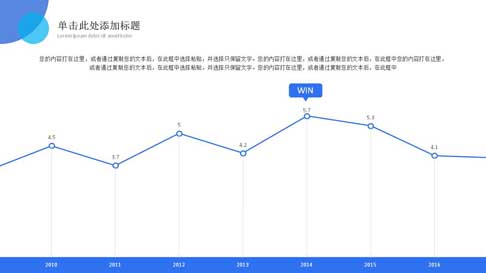 单击此处添加标题
Lorem ipsum dolor sit amet tolor
您的内容打在这里，或者通过复制您的文本后，在此框中选择粘贴，并选择只保留文字。您的内容打在这里，或者通过复制您的文本后，在此框中您的内容打在这里，
或者通过复制您的文本后，在此框中选择粘贴，并选择只保留文字。您的内容打在这里，或者通过复制您的文本后，在此框中
WIN
4.5
3.7
5
4.2
5.7
5.3
4.1
2010 2011 2012 2013 2014 2015 2016